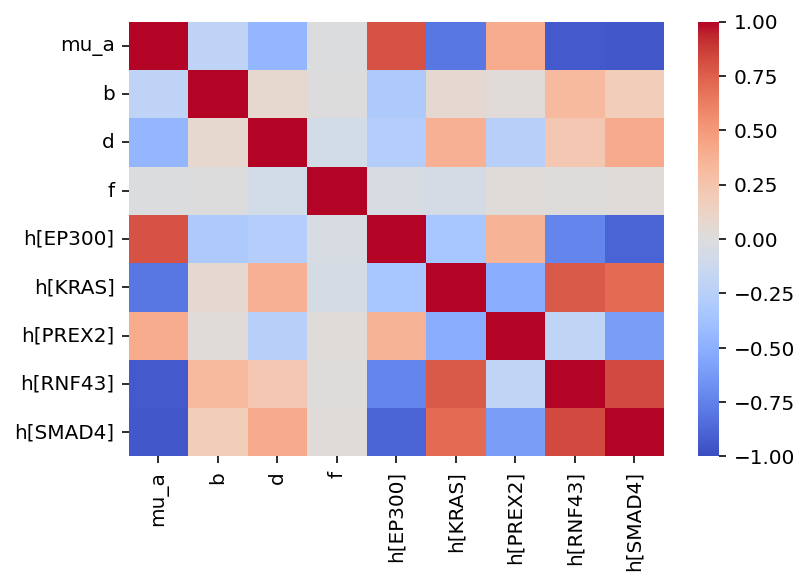 mu_a
b
d
f
h[EP300]
h[KRAS]
h[PREX2]
h[RNF43]
h[SMAD4]
mu_a
b
d
f
h[EP300]
h[KRAS]
h[PREX2]
h[RNF43]
h[SMAD4]
1.00
0.75
0.50
0.25
0.00
−0.25
−0.50
−0.75
−1.00